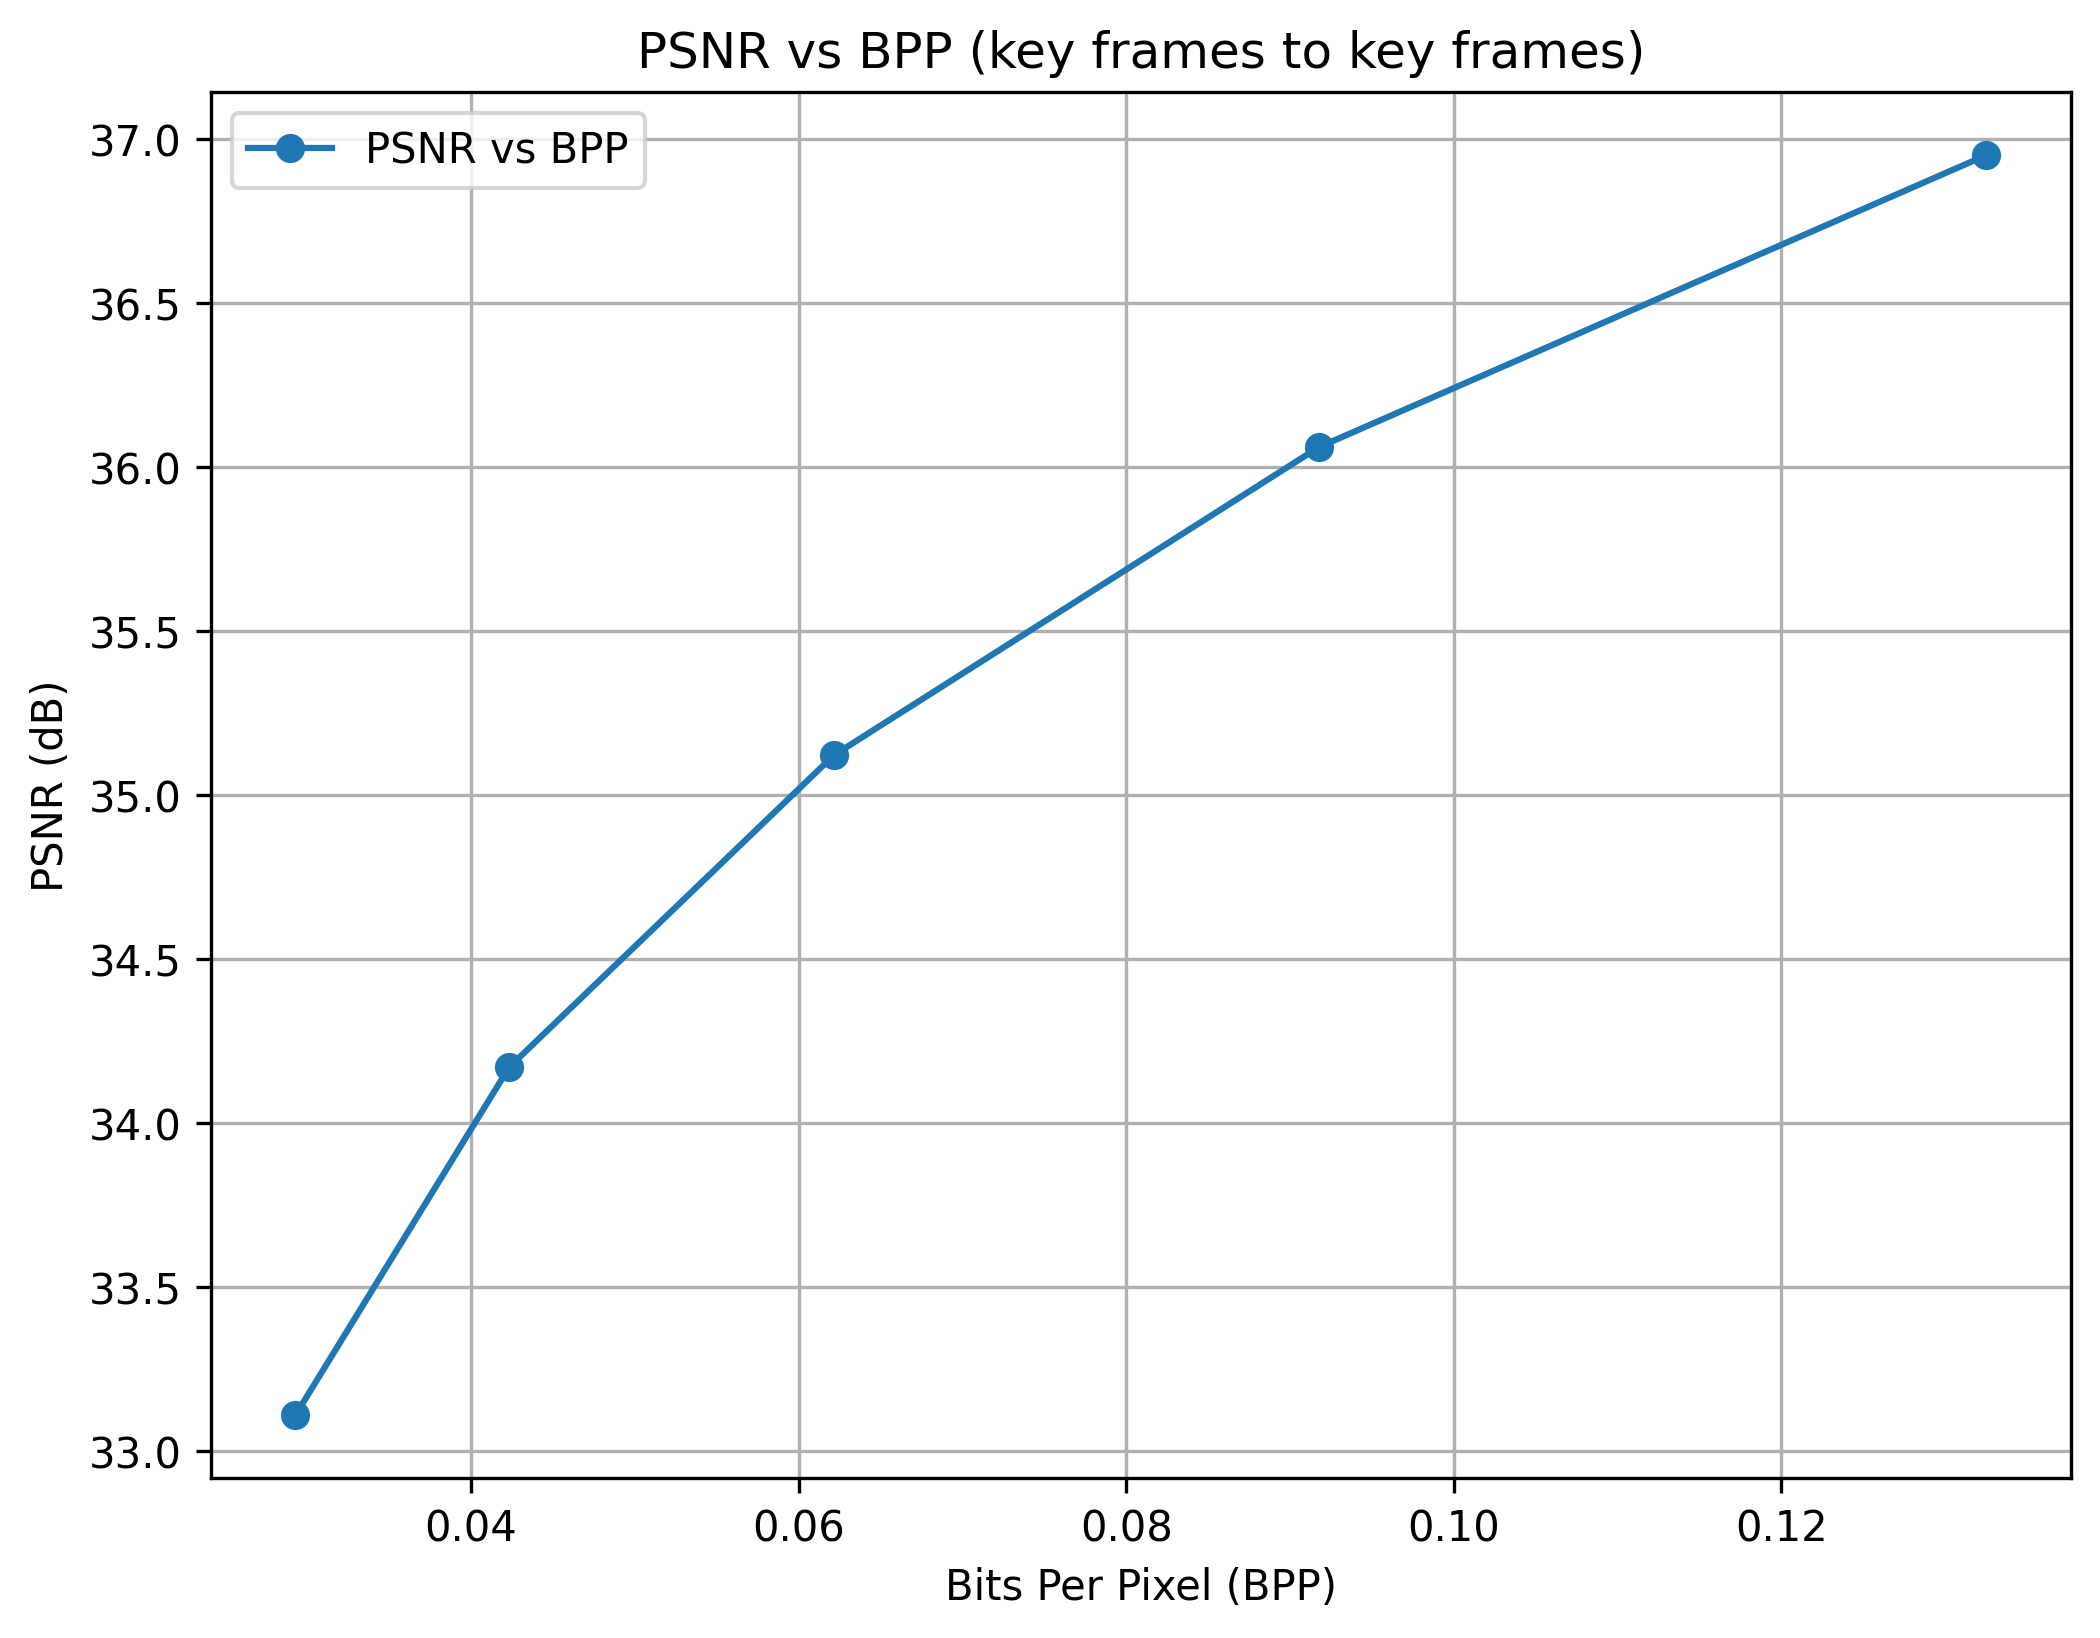 PSNR vs BPP (key frames to key frames)
PSNR vs BPP
37.0
36.5
36.0
35.5
35.0
34.5
34.0
33.5
33.0
PSNR (dB)
0.04 0.06 0.08 0.10 0.12
Bits Per Pixel (BPP)